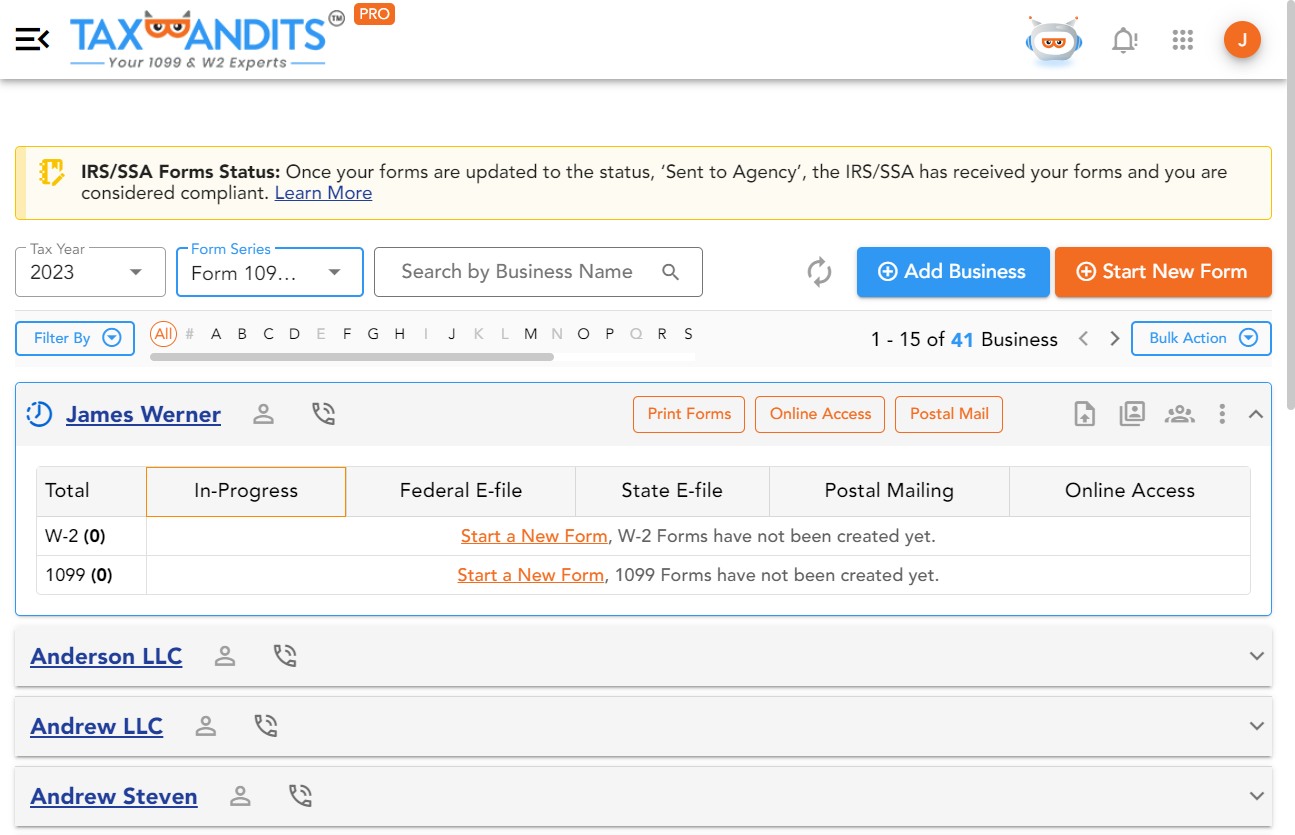 TAXBANDITS TM PRO
Your 1099 & W2 Experts
J
IRS/SSA Forms Status: Once your forms are updated to the status, ‘Sent to Agency’, the IRS/SSA has received your forms and you are
considered compliant. Learn More
Tax Year
2023
Form Series
Form 109...
Search by Business Name
Add Business
Start New Form
Filter By
All # A B C D E F G H I J K L M N O P Q R S
1 - 15 of 41 Business
Bulk Action
James Werner
Print Forms
Online Access
Postal Mail
Total In-Progress Federal E-file State E-file Postal Mailing Online Access
W-2 (0) Start a New Form, W-2 Forms have not been created yet.
1099 (0) Start a New Form, 1099 Forms have not been created yet.
Anderson LLC
Andrew LLC
Andrew Steven